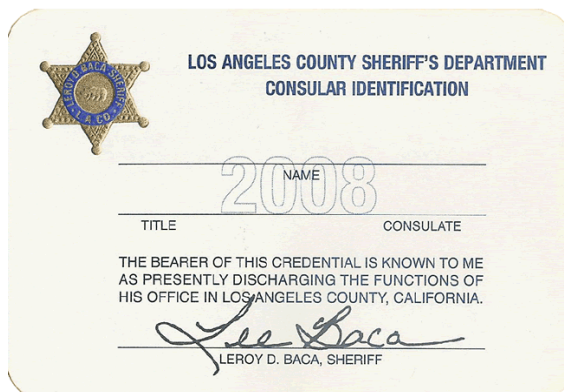 LEROY D. BACA, SHERIFF
L A CO.
LOS ANGELES COUNTY SHERIFF'S DEPARTMENT
CONSULAR IDENTIFICATION
2008
NAME
TITLE CONSULATE
THE BEARER OF THIS CREDENTIAL IS KNOWN TO ME
AS PRESENTLY DISCHARGING THE FUNCTIONS OF
HIS OFFICE IN LOS ANGELES COUNTY, CALIFORNIA.
Lee Baca
LEROY D. BACA, SHERIFF